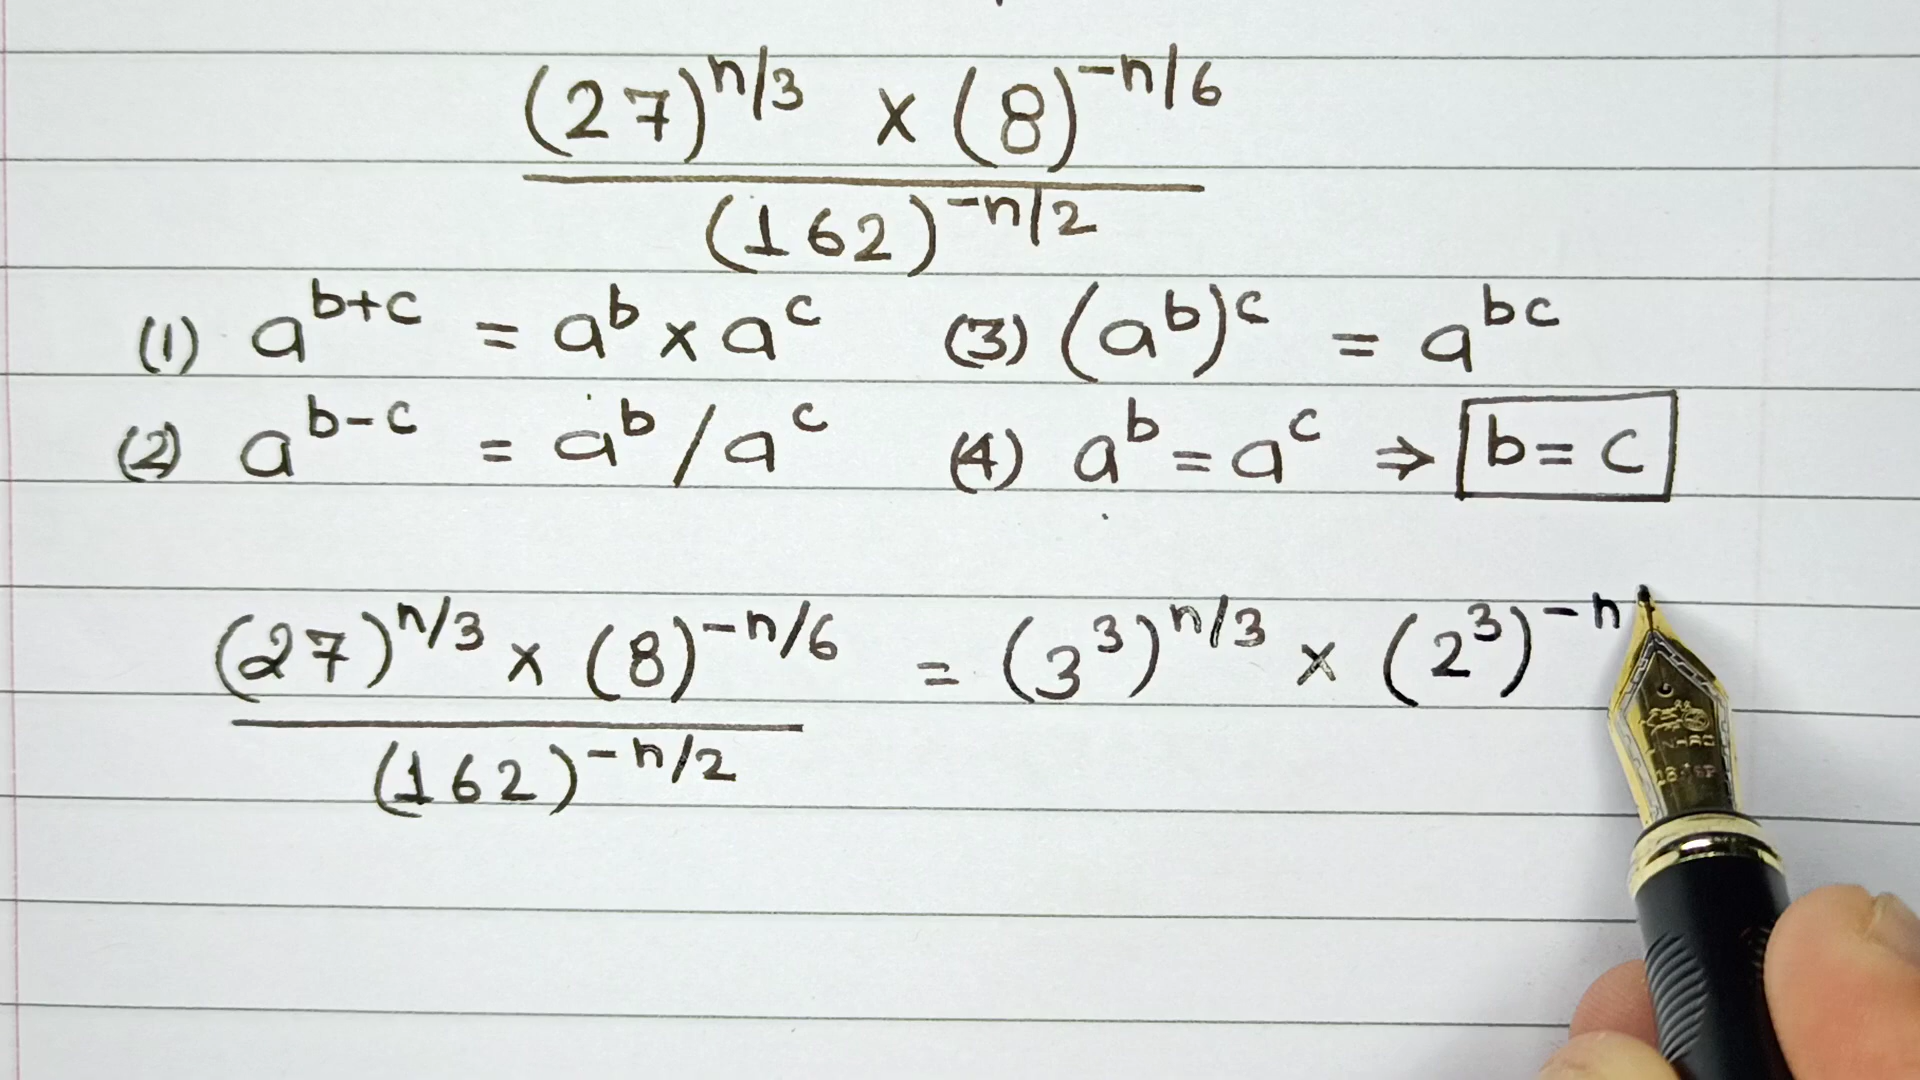 (27)^n/3 × (8)^-n/6
(162)^-n/2
(1) a^b+c = a^b × a^c (3) (a^b)^c = a^bc
(2) a^b-c = a^b / a^c (4) a^b = a^c ⇒ b = c
(27)^n/3 × (8)^-n/6 = (3^3)^n/3 × (2^3)^-n
(162)^-n/2